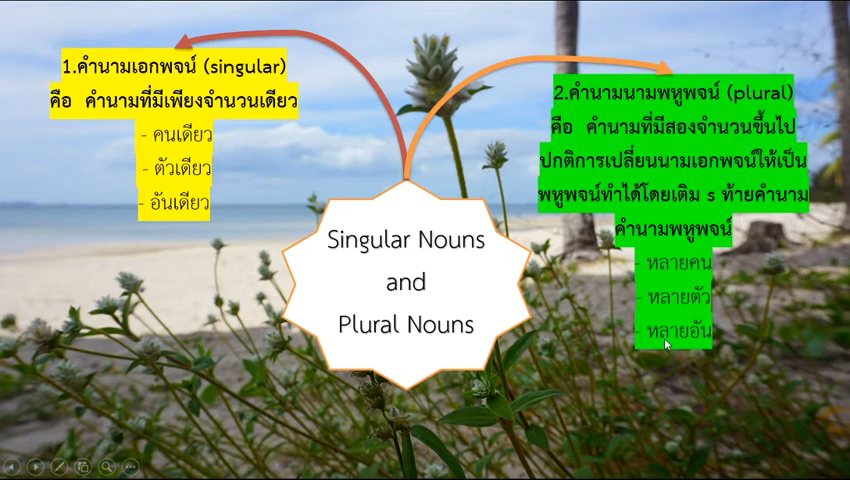 1.คำนามเอกพจน์ (singular)
คือ คำนามที่มีเพียงจำนวนเดียว
- คนเดียว
- ตัวเดียว
- อันเดียว
Singular Nouns
and
Plural Nouns
2.คำนามนามพหูพจน์ (plural)
คือ คำนามที่มีสองจำนวนขึ้นไป
ปกติการเปลี่ยนนามเอกพจน์ให้เป็น
พหูพจน์ทำได้โดยเติม s ท้ายคำนาม
คำนามพหูพจน์
- หลายคน
- หลายตัว
- หลายอัน